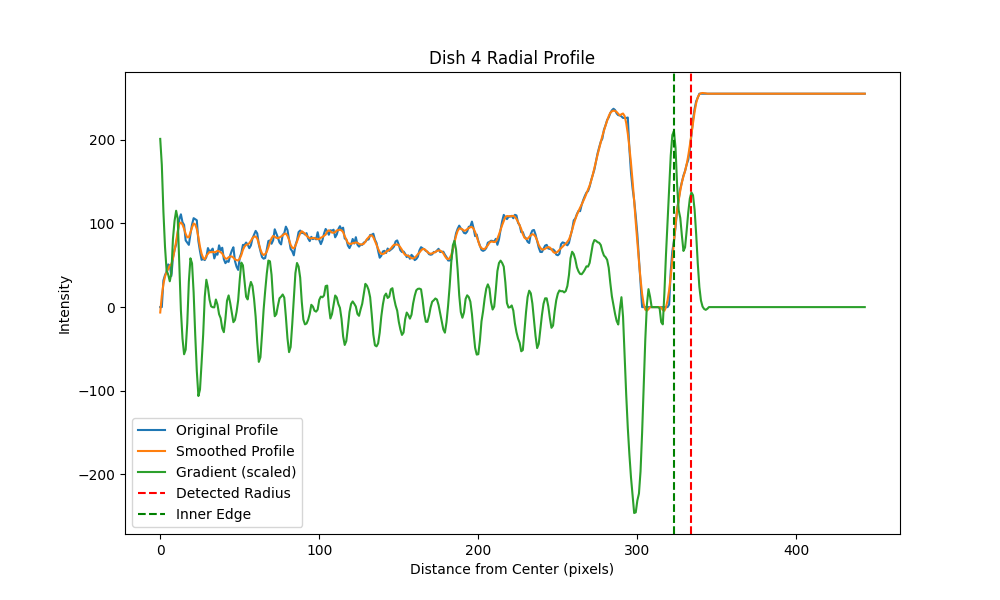 Dish 4 Radial Profile
Intensity
200
100
0
−100
−200
Original Profile
Smoothed Profile
Gradient (scaled)
Detected Radius
Inner Edge
0 100 200 300 400
Distance from Center (pixels)